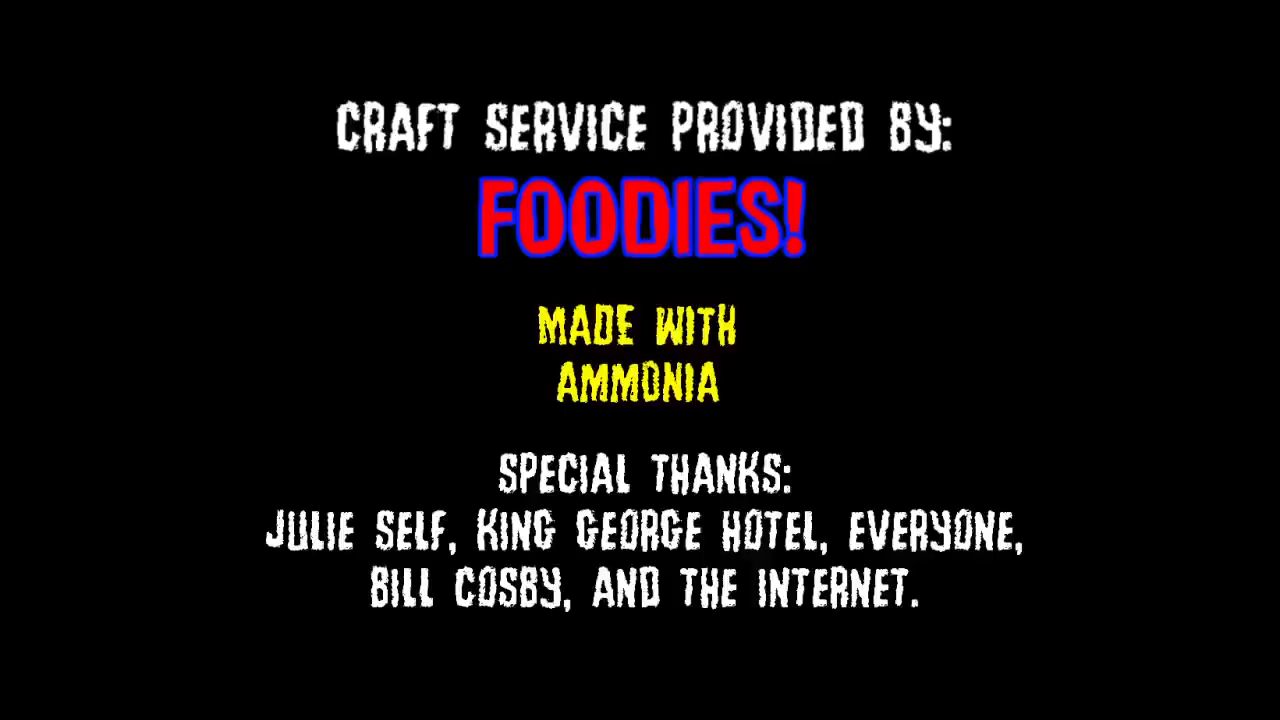 CRAFT SERVICE PROVIDED BY:
FOODIES!
MADE WITH
AMMONIA
SPECIAL THANKS:
JULIE SELF, KING GEORGE HOTEL, EVERYONE,
BILL COSBY, AND THE INTERNET.